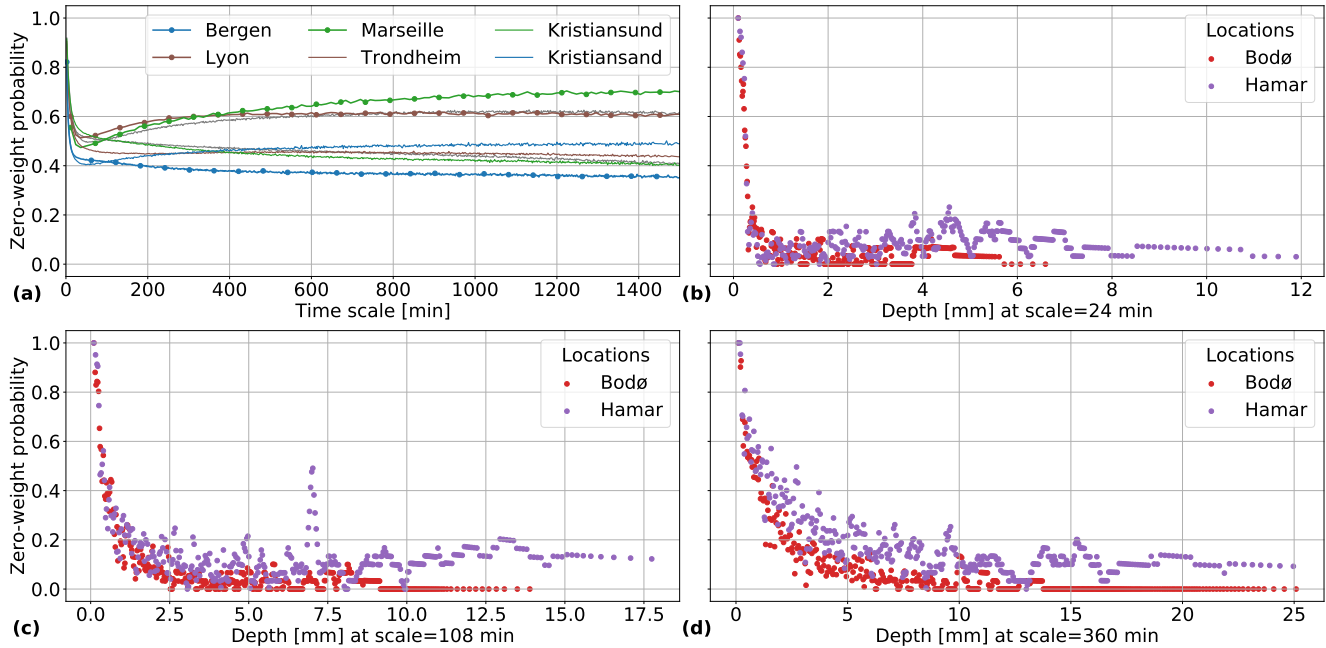 Zero-weight probability
1.0
0.8
0.6
0.4
0.2
0.0
Bergen
Lyon
Marseille
Trondheim
Kristiansund
Kristiansand
0 200 400 600 800 1000 1200 1400
Time scale [min]
(a)
Locations
Bodø
Hamar
0 2 4 6 8 10 12
Depth [mm] at scale=24 min
(b)
Zero-weight probability
1.0
0.8
0.6
0.4
0.2
0.0
Locations
Bodø
Hamar
0.0 2.5 5.0 7.5 10.0 12.5 15.0 17.5
Depth [mm] at scale=108 min
(c)
Locations
Bodø
Hamar
0 5 10 15 20 25
Depth [mm] at scale=360 min
(d)